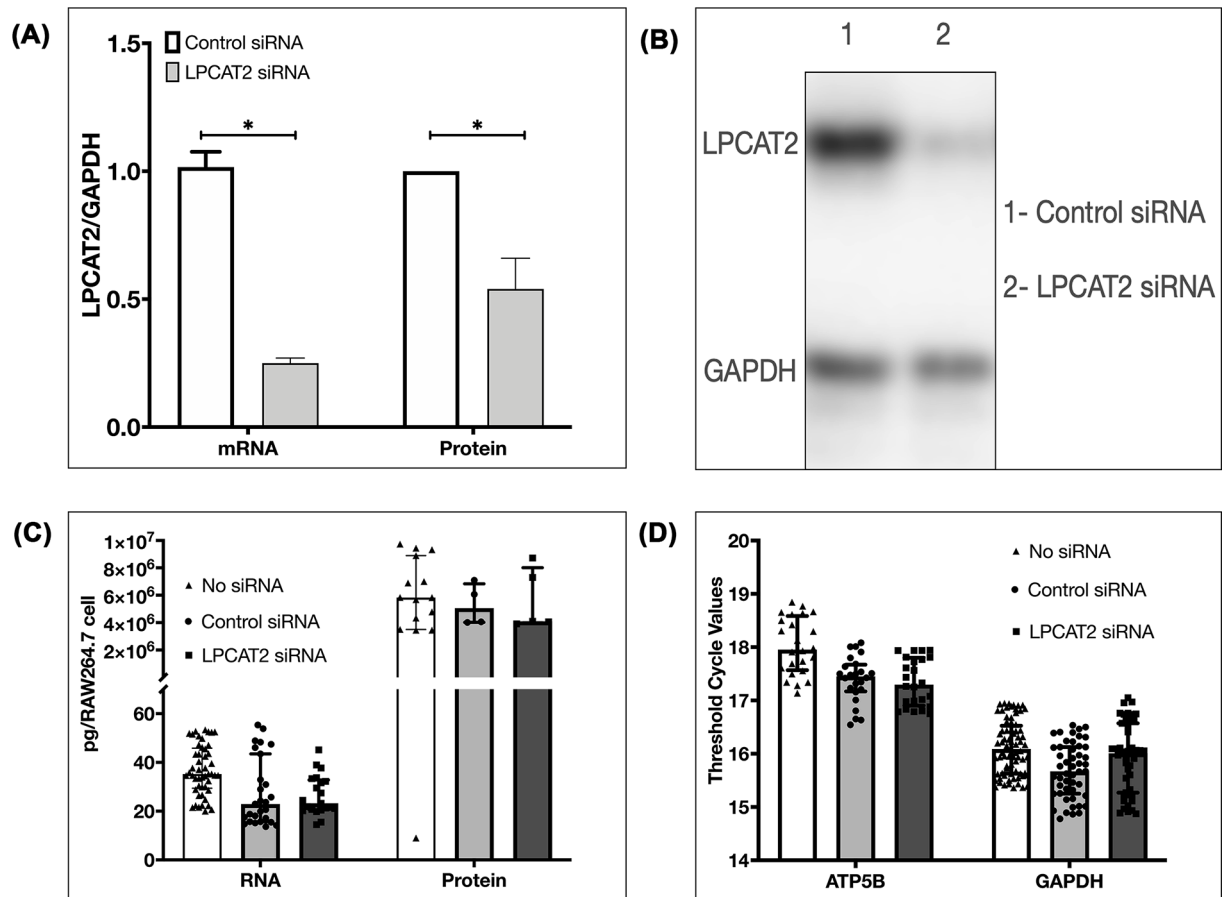 (A)
1.5
Control siRNA
LPCAT2 siRNA
* *
1.0
LPCAT2/GAPDH
0.5
0.0
mRNA Protein
(B)
1 2
LPCAT2
1- Control siRNA
2- LPCAT2 siRNA
GAPDH
(C)
1×10⁷
8×10⁶
6×10⁶
4×10⁶
2×10⁶
No siRNA
Control siRNA
LPCAT2 siRNA
pg/RAW264.7 cell
60
40
20
0
RNA Protein
(D)
20
19
18
17
16
15
14
No siRNA
Control siRNA
LPCAT2 siRNA
Threshold Cycle Values
ATP5B GAPDH